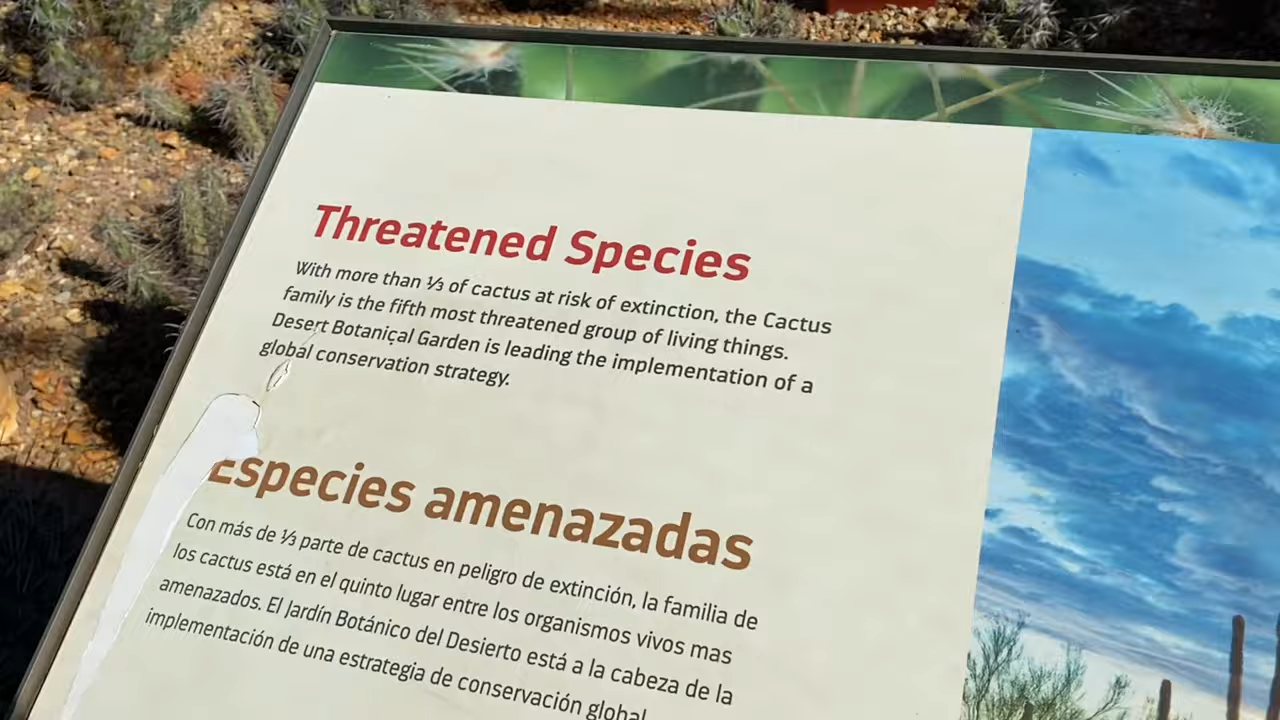 Threatened Species
With more than ⅓ of cactus at risk of extinction, the Cactus
family is the fifth most threatened group of living things.
Desert Botanical Garden is leading the implementation of a
global conservation strategy.
Especies amenazadas
Con más de ⅓ parte de cactus en peligro de extinción, la familia de
los cactus está en el quinto lugar entre los organismos vivos mas
amenazados. El Jardín Botánico del Desierto está a la cabeza de la
implementación de una estrategia de conservación global.